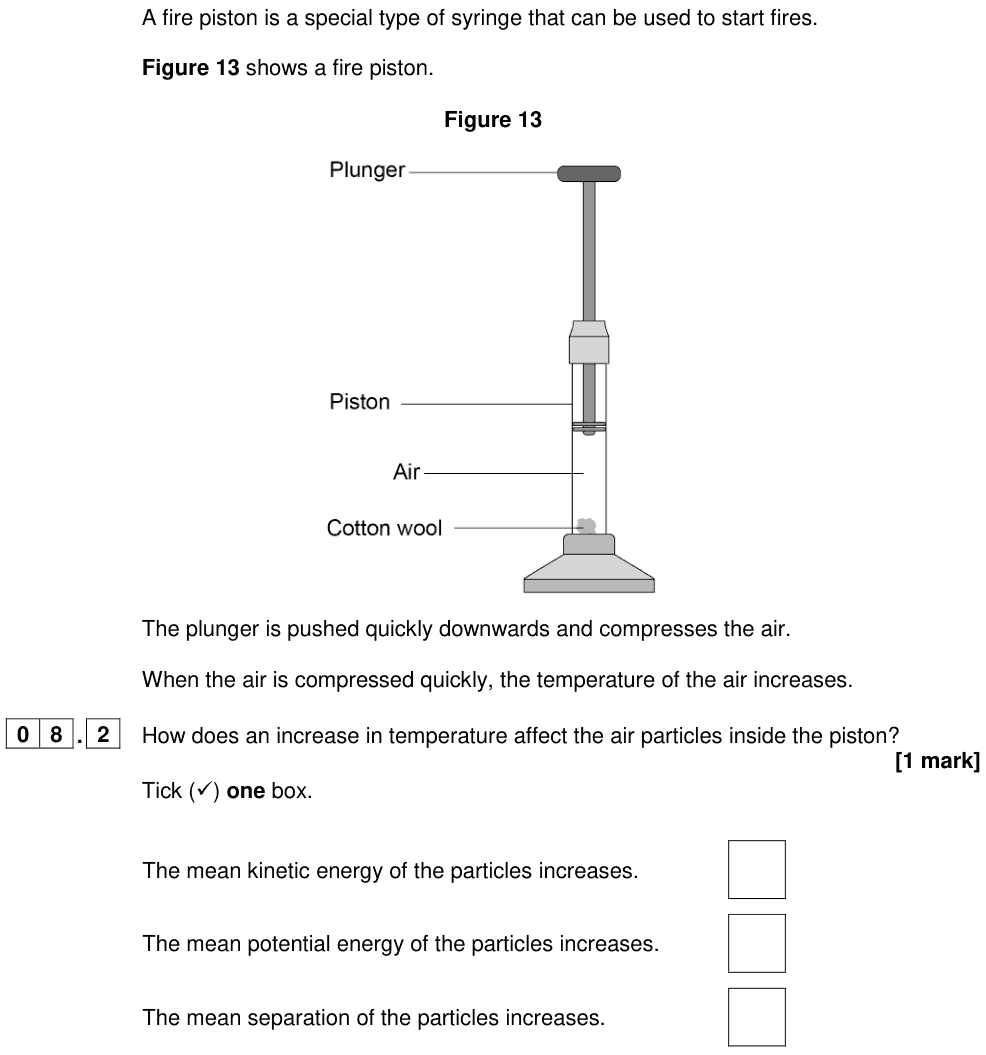 A fire piston is a special type of syringe that can be used to start fires.
Figure 13 shows a fire piston.
Figure 13
Plunger
Piston
Air
Cotton wool
The plunger is pushed quickly downwards and compresses the air.
When the air is compressed quickly, the temperature of the air increases.
0 8 . 2 How does an increase in temperature affect the air particles inside the piston?
[1 mark]
Tick (✓) one box.
The mean kinetic energy of the particles increases.
The mean potential energy of the particles increases.
The mean separation of the particles increases.